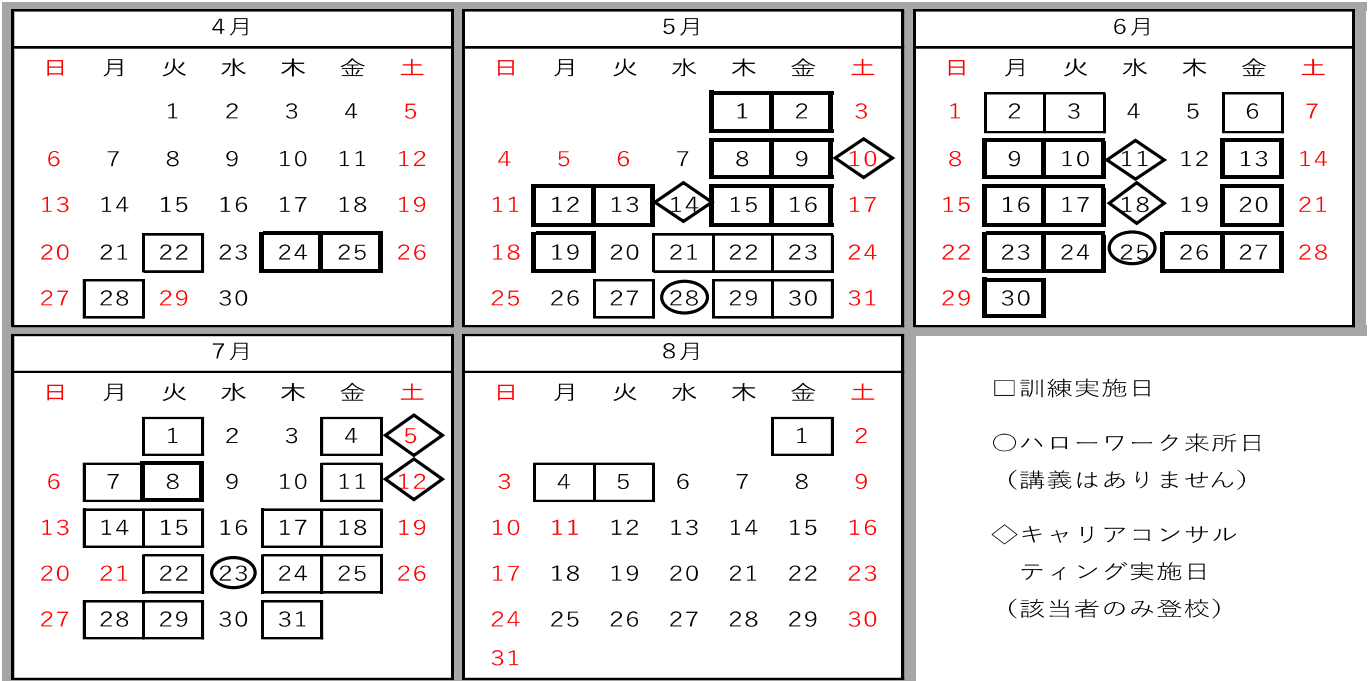 4月
日 月 火 水 木 金 土
1 2 3 4 5
6 7 8 9 10 11 12
13 14 15 16 17 18 19
20 21 22 23 24 25 26
27 28 29 30
5月
日 月 火 水 木 金 土
1 2 3
4 5 6 7 8 9 10
11 12 13 14 15 16 17
18 19 20 21 22 23 24
25 26 27 28 29 30 31
6月
日 月 火 水 木 金 土
1 2 3 4 5 6 7
8 9 10 11 12 13 14
15 16 17 18 19 20 21
22 23 24 25 26 27 28
29 30
7月
日 月 火 水 木 金 土
1 2 3 4 5
6 7 8 9 10 11 12
13 14 15 16 17 18 19
20 21 22 23 24 25 26
27 28 29 30 31
8月
日 月 火 水 木 金 土
1 2
3 4 5 6 7 8 9
10 11 12 13 14 15 16
17 18 19 20 21 22 23
24 25 26 27 28 29 30
31
□訓練実施日
○ハローワーク来所日
(講義はありません)
◇キャリアコンサル
ティング実施日
(該当者のみ登校)